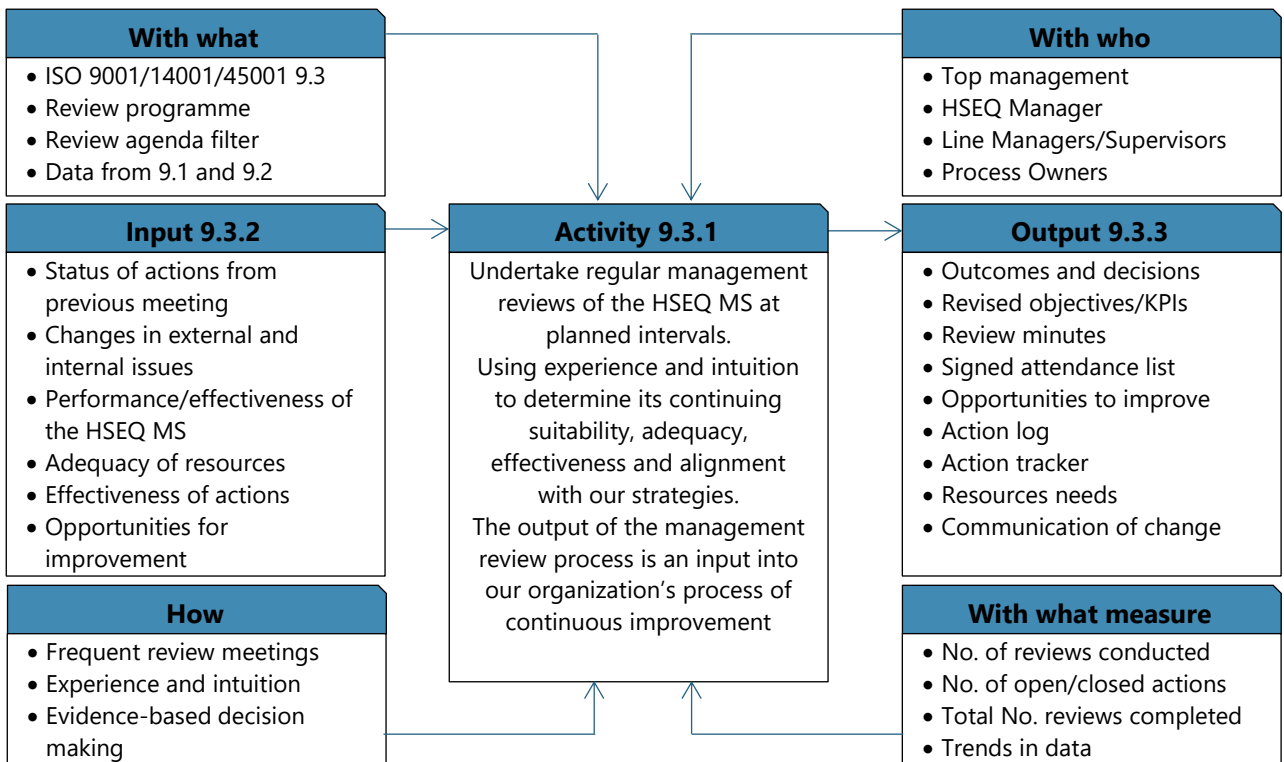 With what
• ISO 9001/14001/45001 9.3
• Review programme
• Review agenda filter
• Data from 9.1 and 9.2
With who
• Top management
• HSEQ Manager
• Line Managers/Supervisors
• Process Owners
Input 9.3.2
• Status of actions from
previous meeting
• Changes in external and
internal issues
• Performance/effectiveness of
the HSEQ MS
• Adequacy of resources
• Effectiveness of actions
• Opportunities for
improvement
Activity 9.3.1
Undertake regular management
reviews of the HSEQ MS at
planned intervals.
Using experience and intuition
to determine its continuing
suitability, adequacy,
effectiveness and alignment
with our strategies.
The output of the management
review process is an input into
our organization’s process of
continuous improvement
Output 9.3.3
• Outcomes and decisions
• Revised objectives/KPIs
• Review minutes
• Signed attendance list
• Opportunities to improve
• Action log
• Action tracker
• Resources needs
• Communication of change
How
• Frequent review meetings
• Experience and intuition
• Evidence-based decision
making
With what measure
• No. of reviews conducted
• No. of open/closed actions
• Total No. reviews completed
• Trends in data